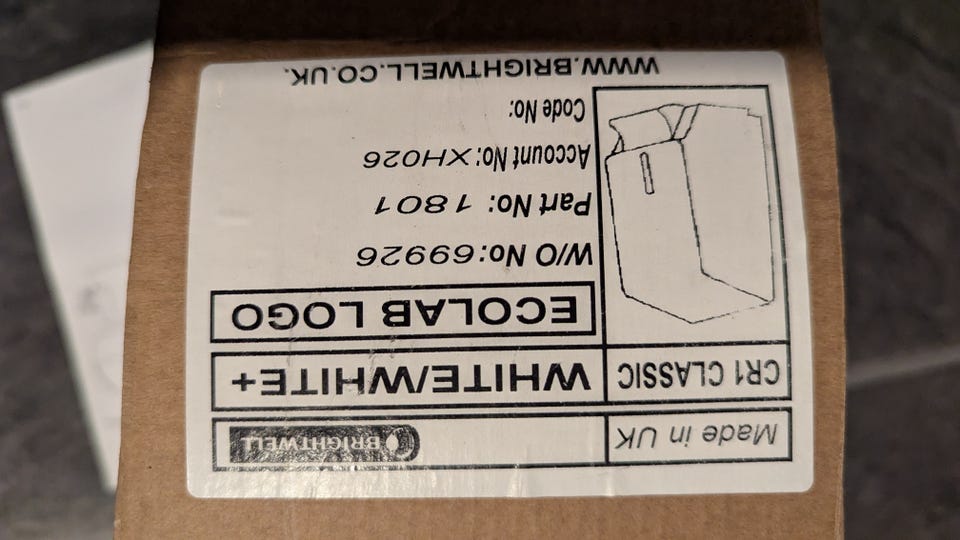 Made in UK
BRIGHTWELL
CR1 CLASSIC
WHITE/WHITE+
ECOLAB LOGO
W/O No: 69926
Part No: 1801
Account No: XH026
Code No:
WWW.BRIGHTWELL.CO.UK.